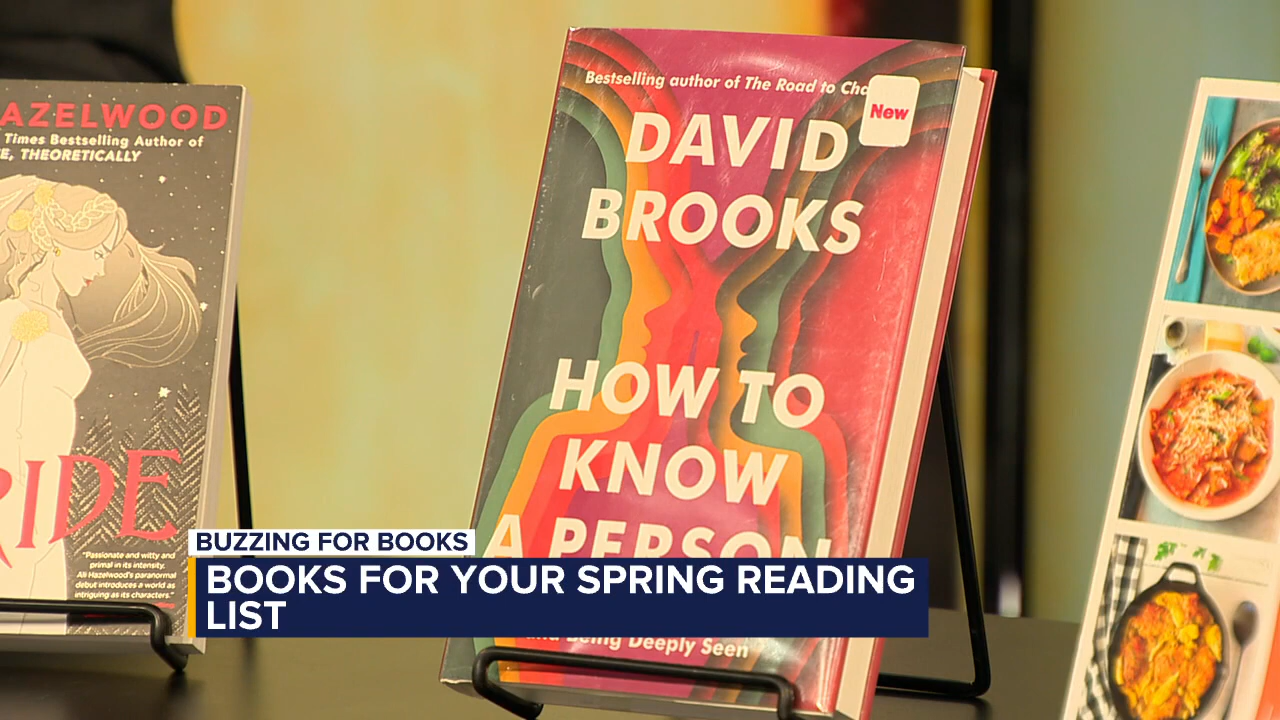 AZELWOOD
Times Bestselling Author of
E, THEORETICALLY
RIDE
"Passionate and witty and
primal in its intensity.
Ali Hazelwood's paranormal
debut introduces a world as
intriguing as its characters."
Bestselling author of The Road to Cha
New
DAVID
BROOKS
HOW TO
KNOW
A PERSON
and Being Deeply Seen
BUZZING FOR BOOKS
BOOKS FOR YOUR SPRING READING
LIST